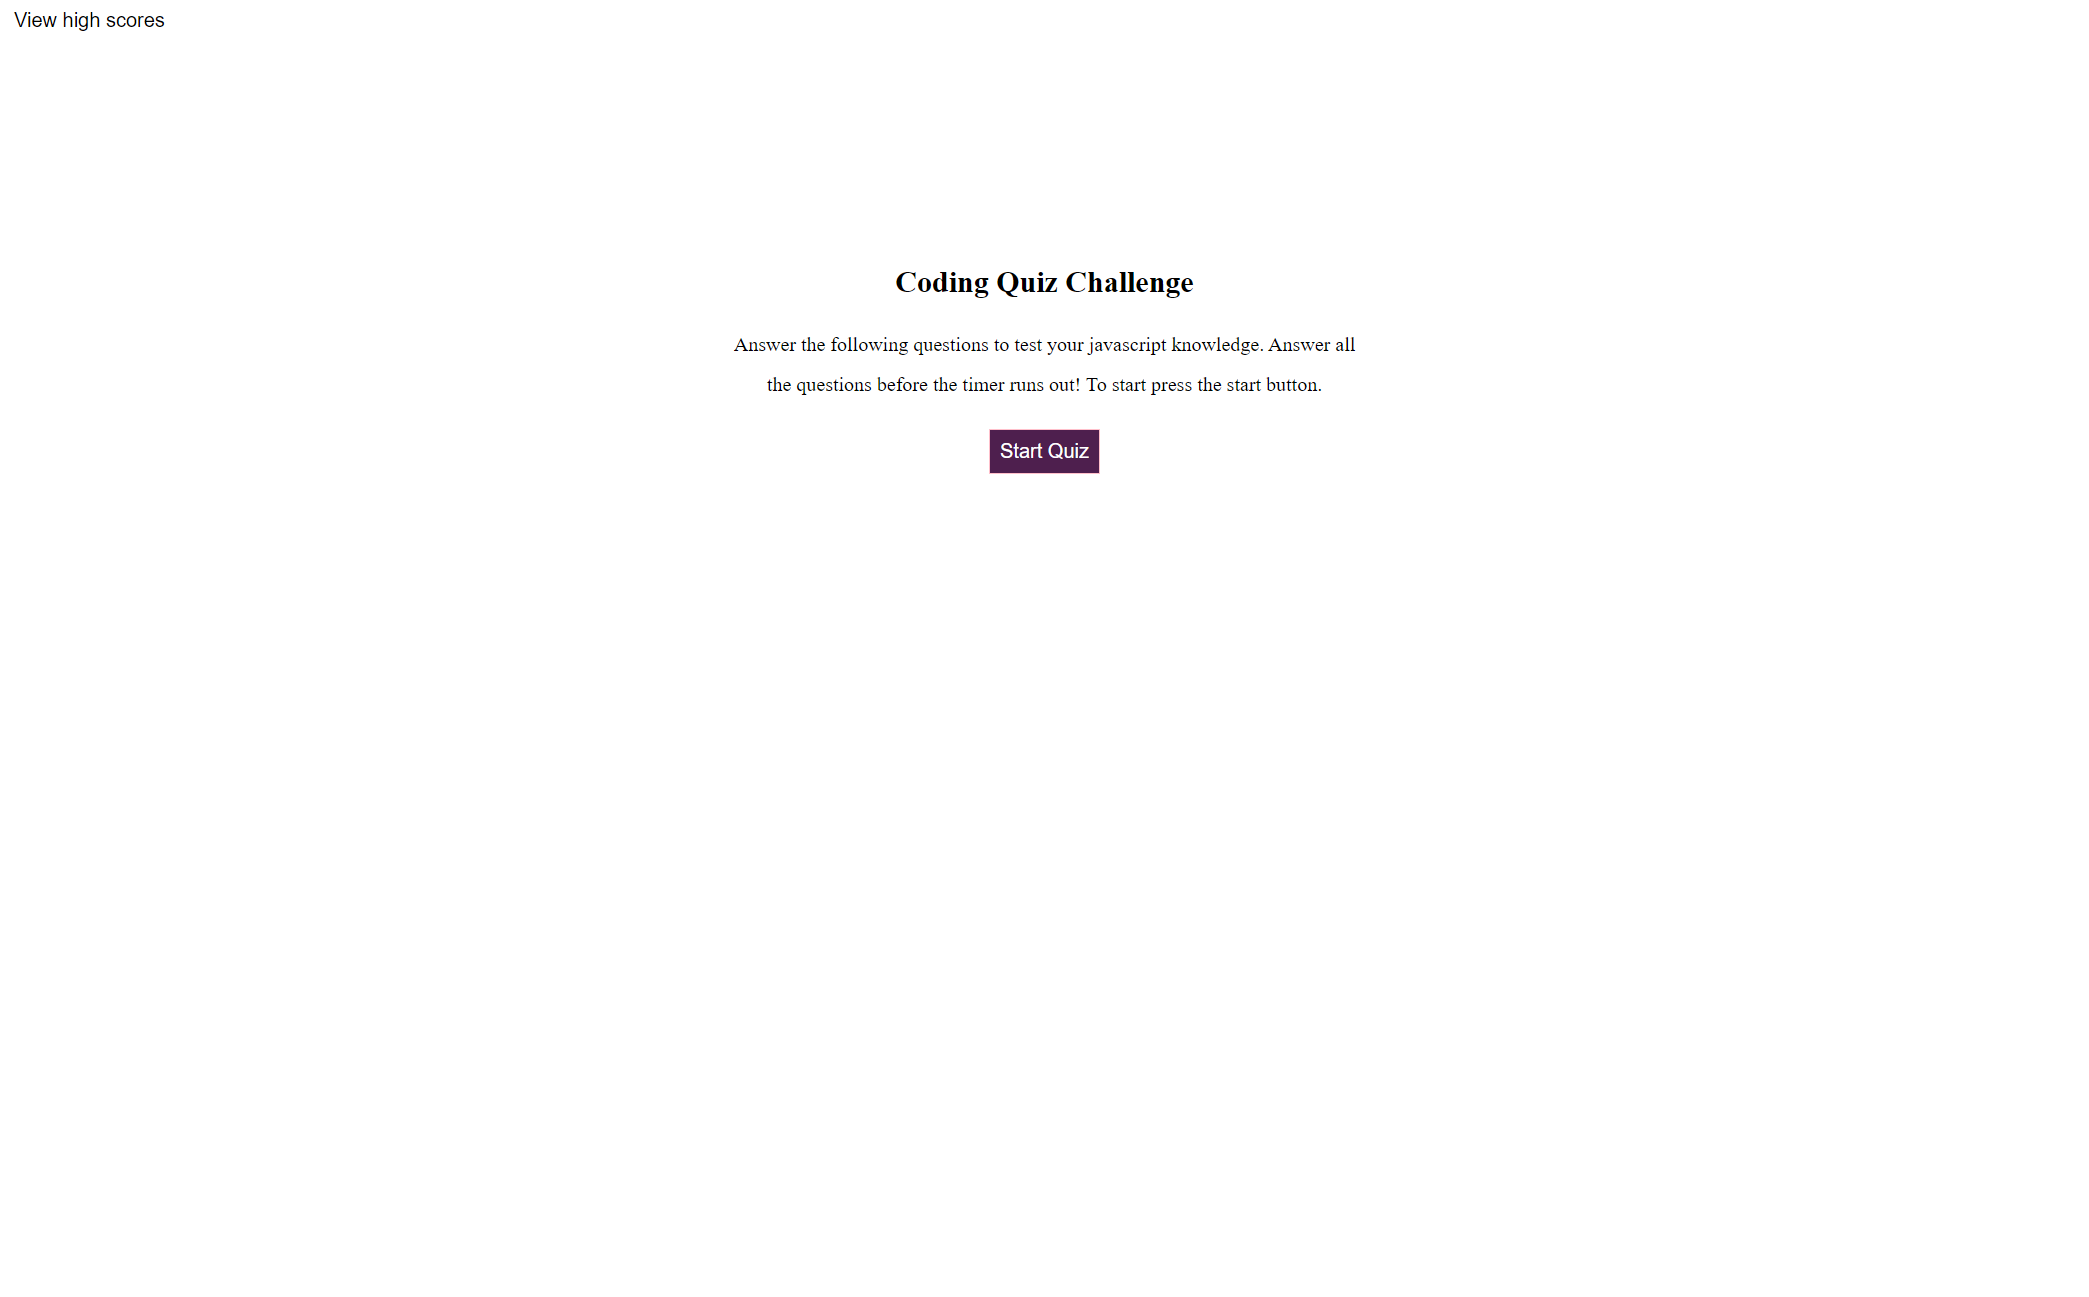 View high scores
Coding Quiz Challenge
Answer the following questions to test your javascript knowledge. Answer all
the questions before the timer runs out! To start press the start button.
Start Quiz